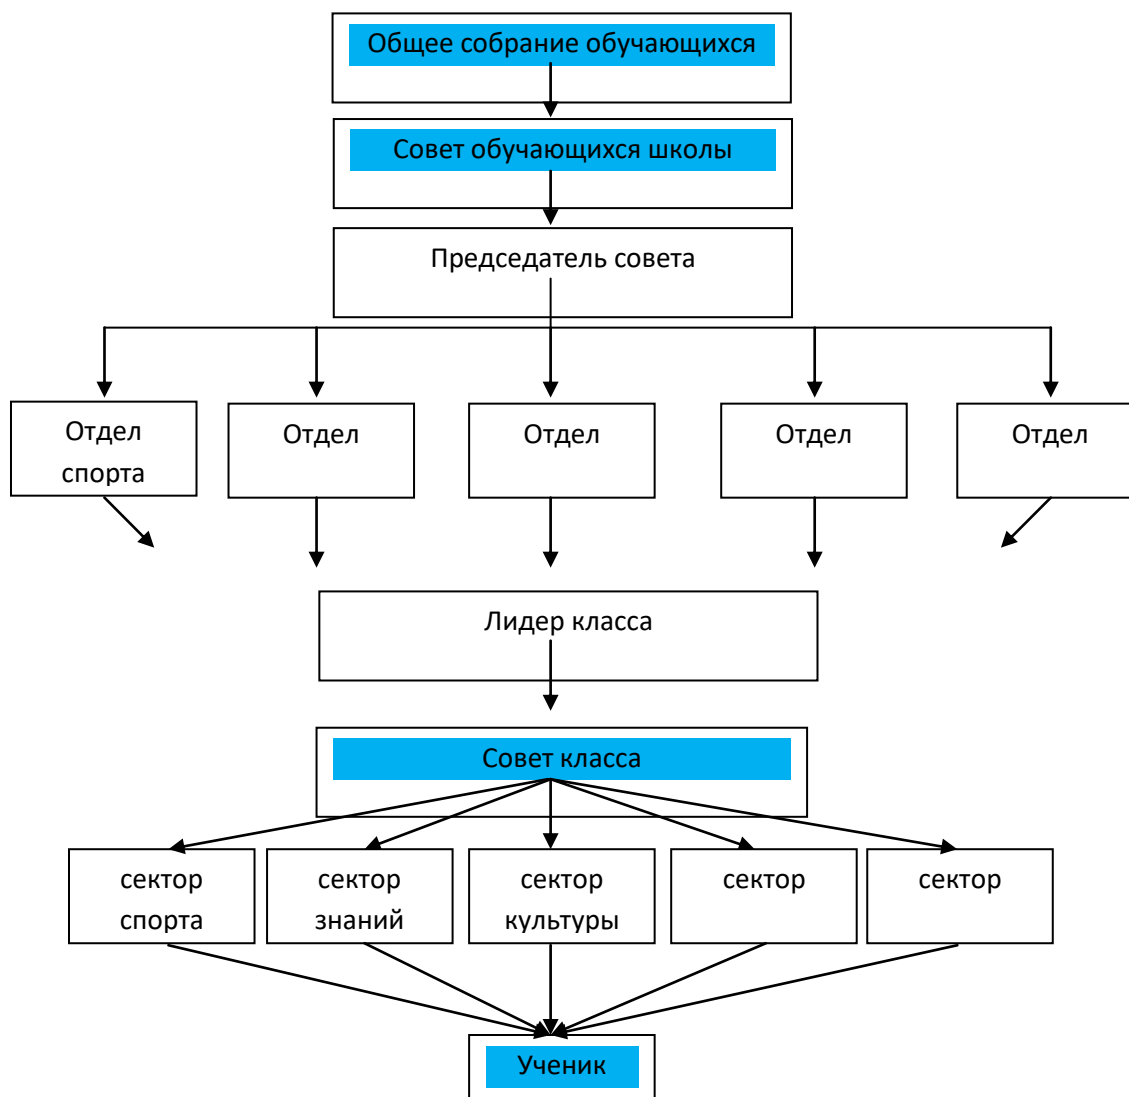 Общее собрание обучающихся
Совет обучающихся школы
Председатель совета
Отдел
спорта
Отдел
Отдел
Отдел
Отдел
Лидер класса
Совет класса
сектор
спорта
сектор
знаний
сектор
культуры
сектор
сектор
Ученик